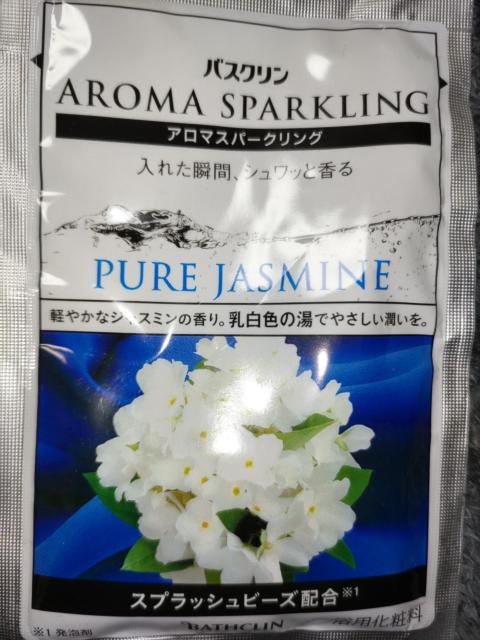 バスクリン
AROMA SPARKLING
アロマスパークリング
入れた瞬間、シュワッと香る
PURE JASMINE
軽やかなジャスミンの香り。乳白色の湯でやさしい潤いを。
スプラッシュビーズ配合※1
※1 発泡剤
BATHCLIN
浴用化粧料